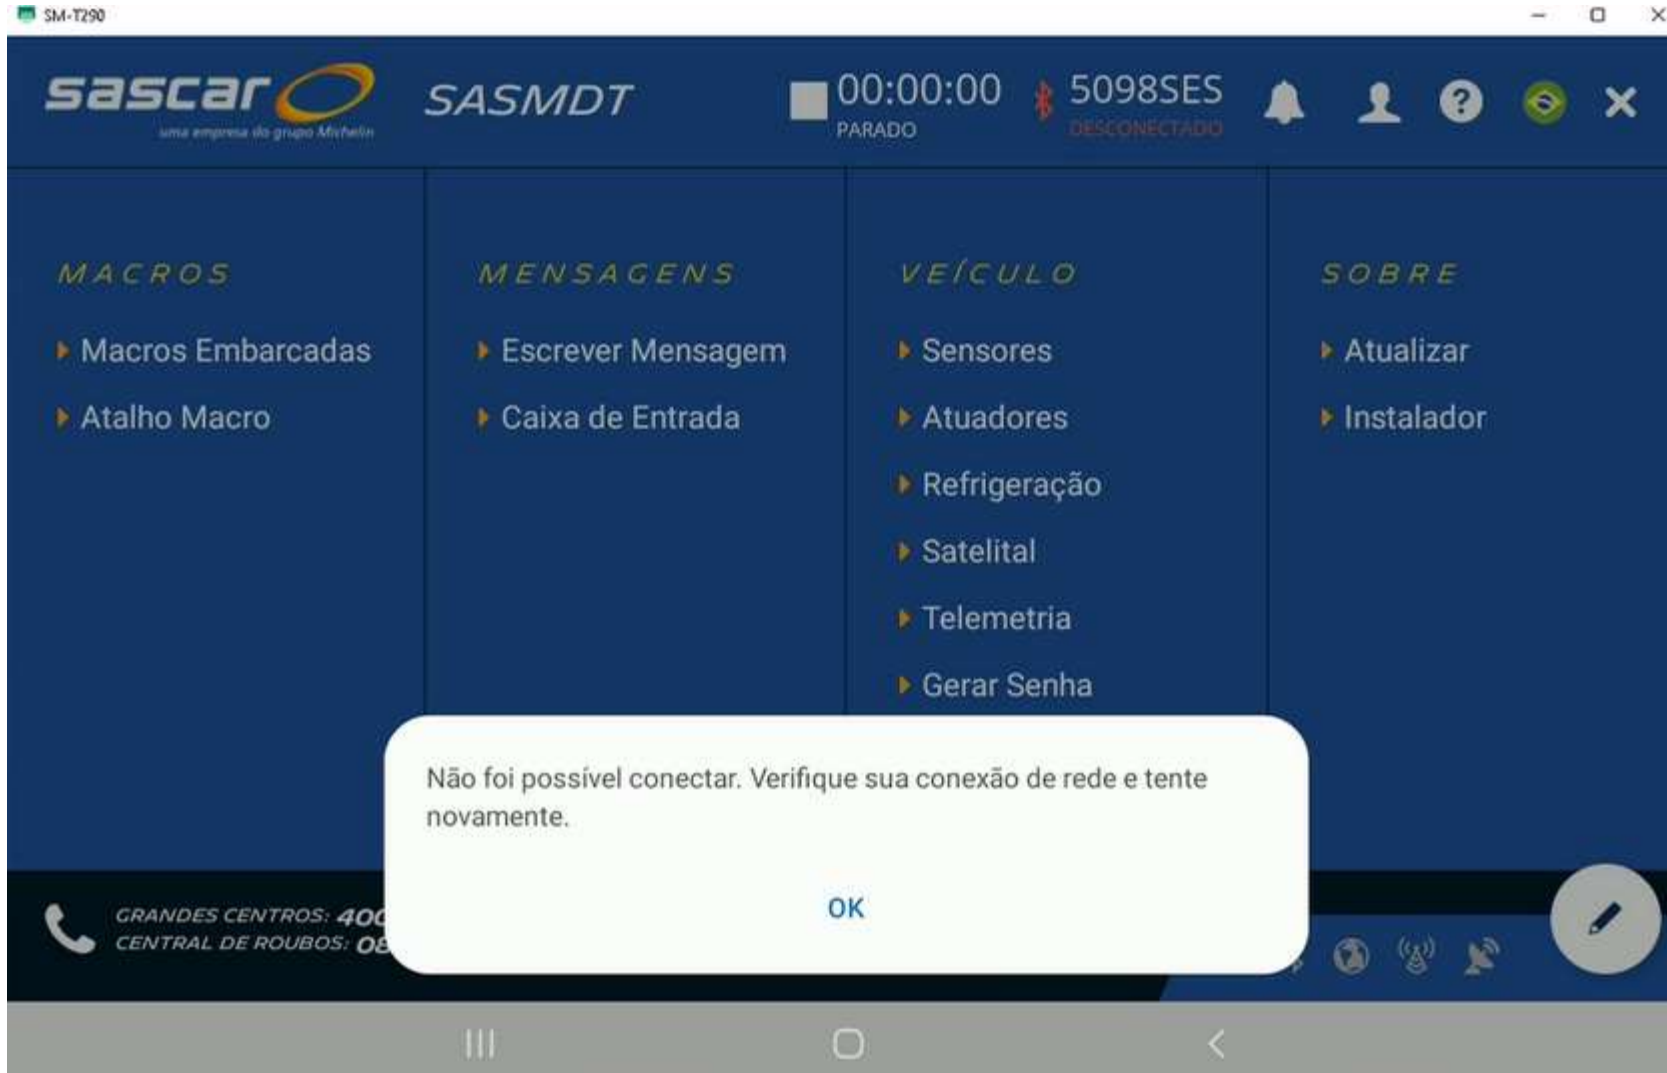 SM-T290
sascar
uma empresa do grupo Michelin
SASMDT
00:00:00
PARADO
5098SES
DESCONECTADO
MACROS
Macros Embarcadas
Atalho Macro
MENSAGENS
Escrever Mensagem
Caixa de Entrada
VEÍCULO
Sensores
Atuadores
Refrigeração
Satelital
Telemetria
Gerar Senha
SOBRE
Atualizar
Instalador
Não foi possível conectar. Verifique sua conexão de rede e tente
novamente.
OK
GRANDES CENTROS: 400
CENTRAL DE ROUBOS: 08